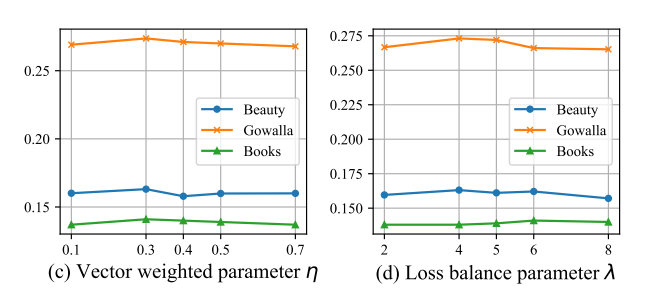 0.25
0.20
0.15
Beauty
Gowalla
Books
0.1 0.3 0.4 0.5 0.7
(c) Vector weighted parameter η
0.275
0.250
0.225
0.200
0.175
0.150
Beauty
Gowalla
Books
2 4 5 6 8
(d) Loss balance parameter λ